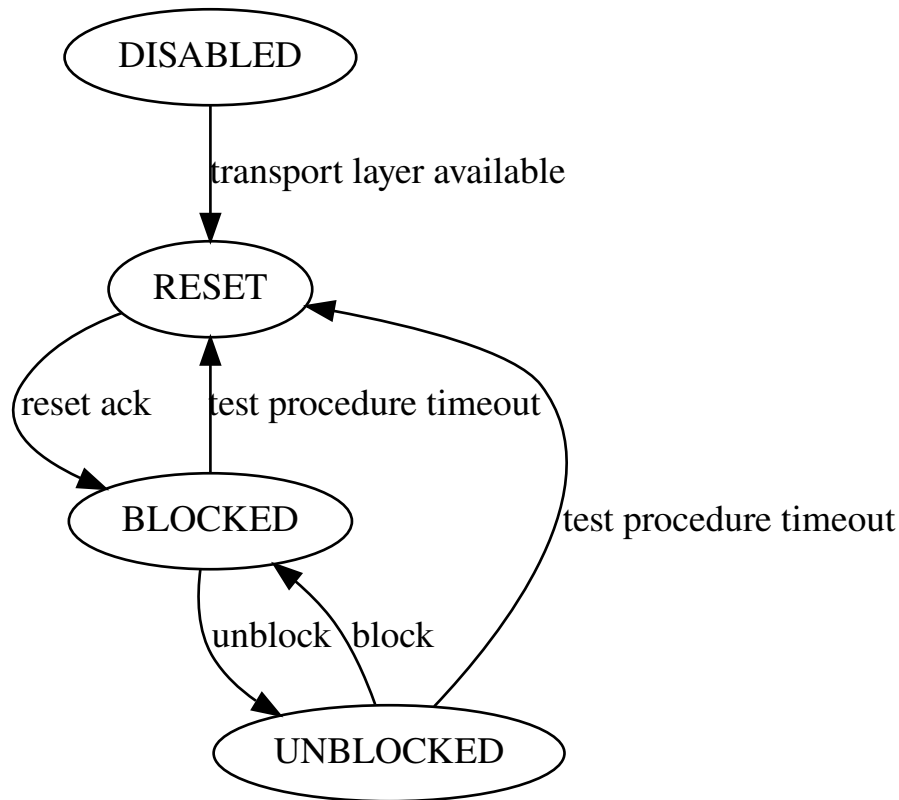 DISABLED
transport layer available
RESET
reset ack
test procedure timeout
BLOCKED
test procedure timeout
unblock
block
UNBLOCKED